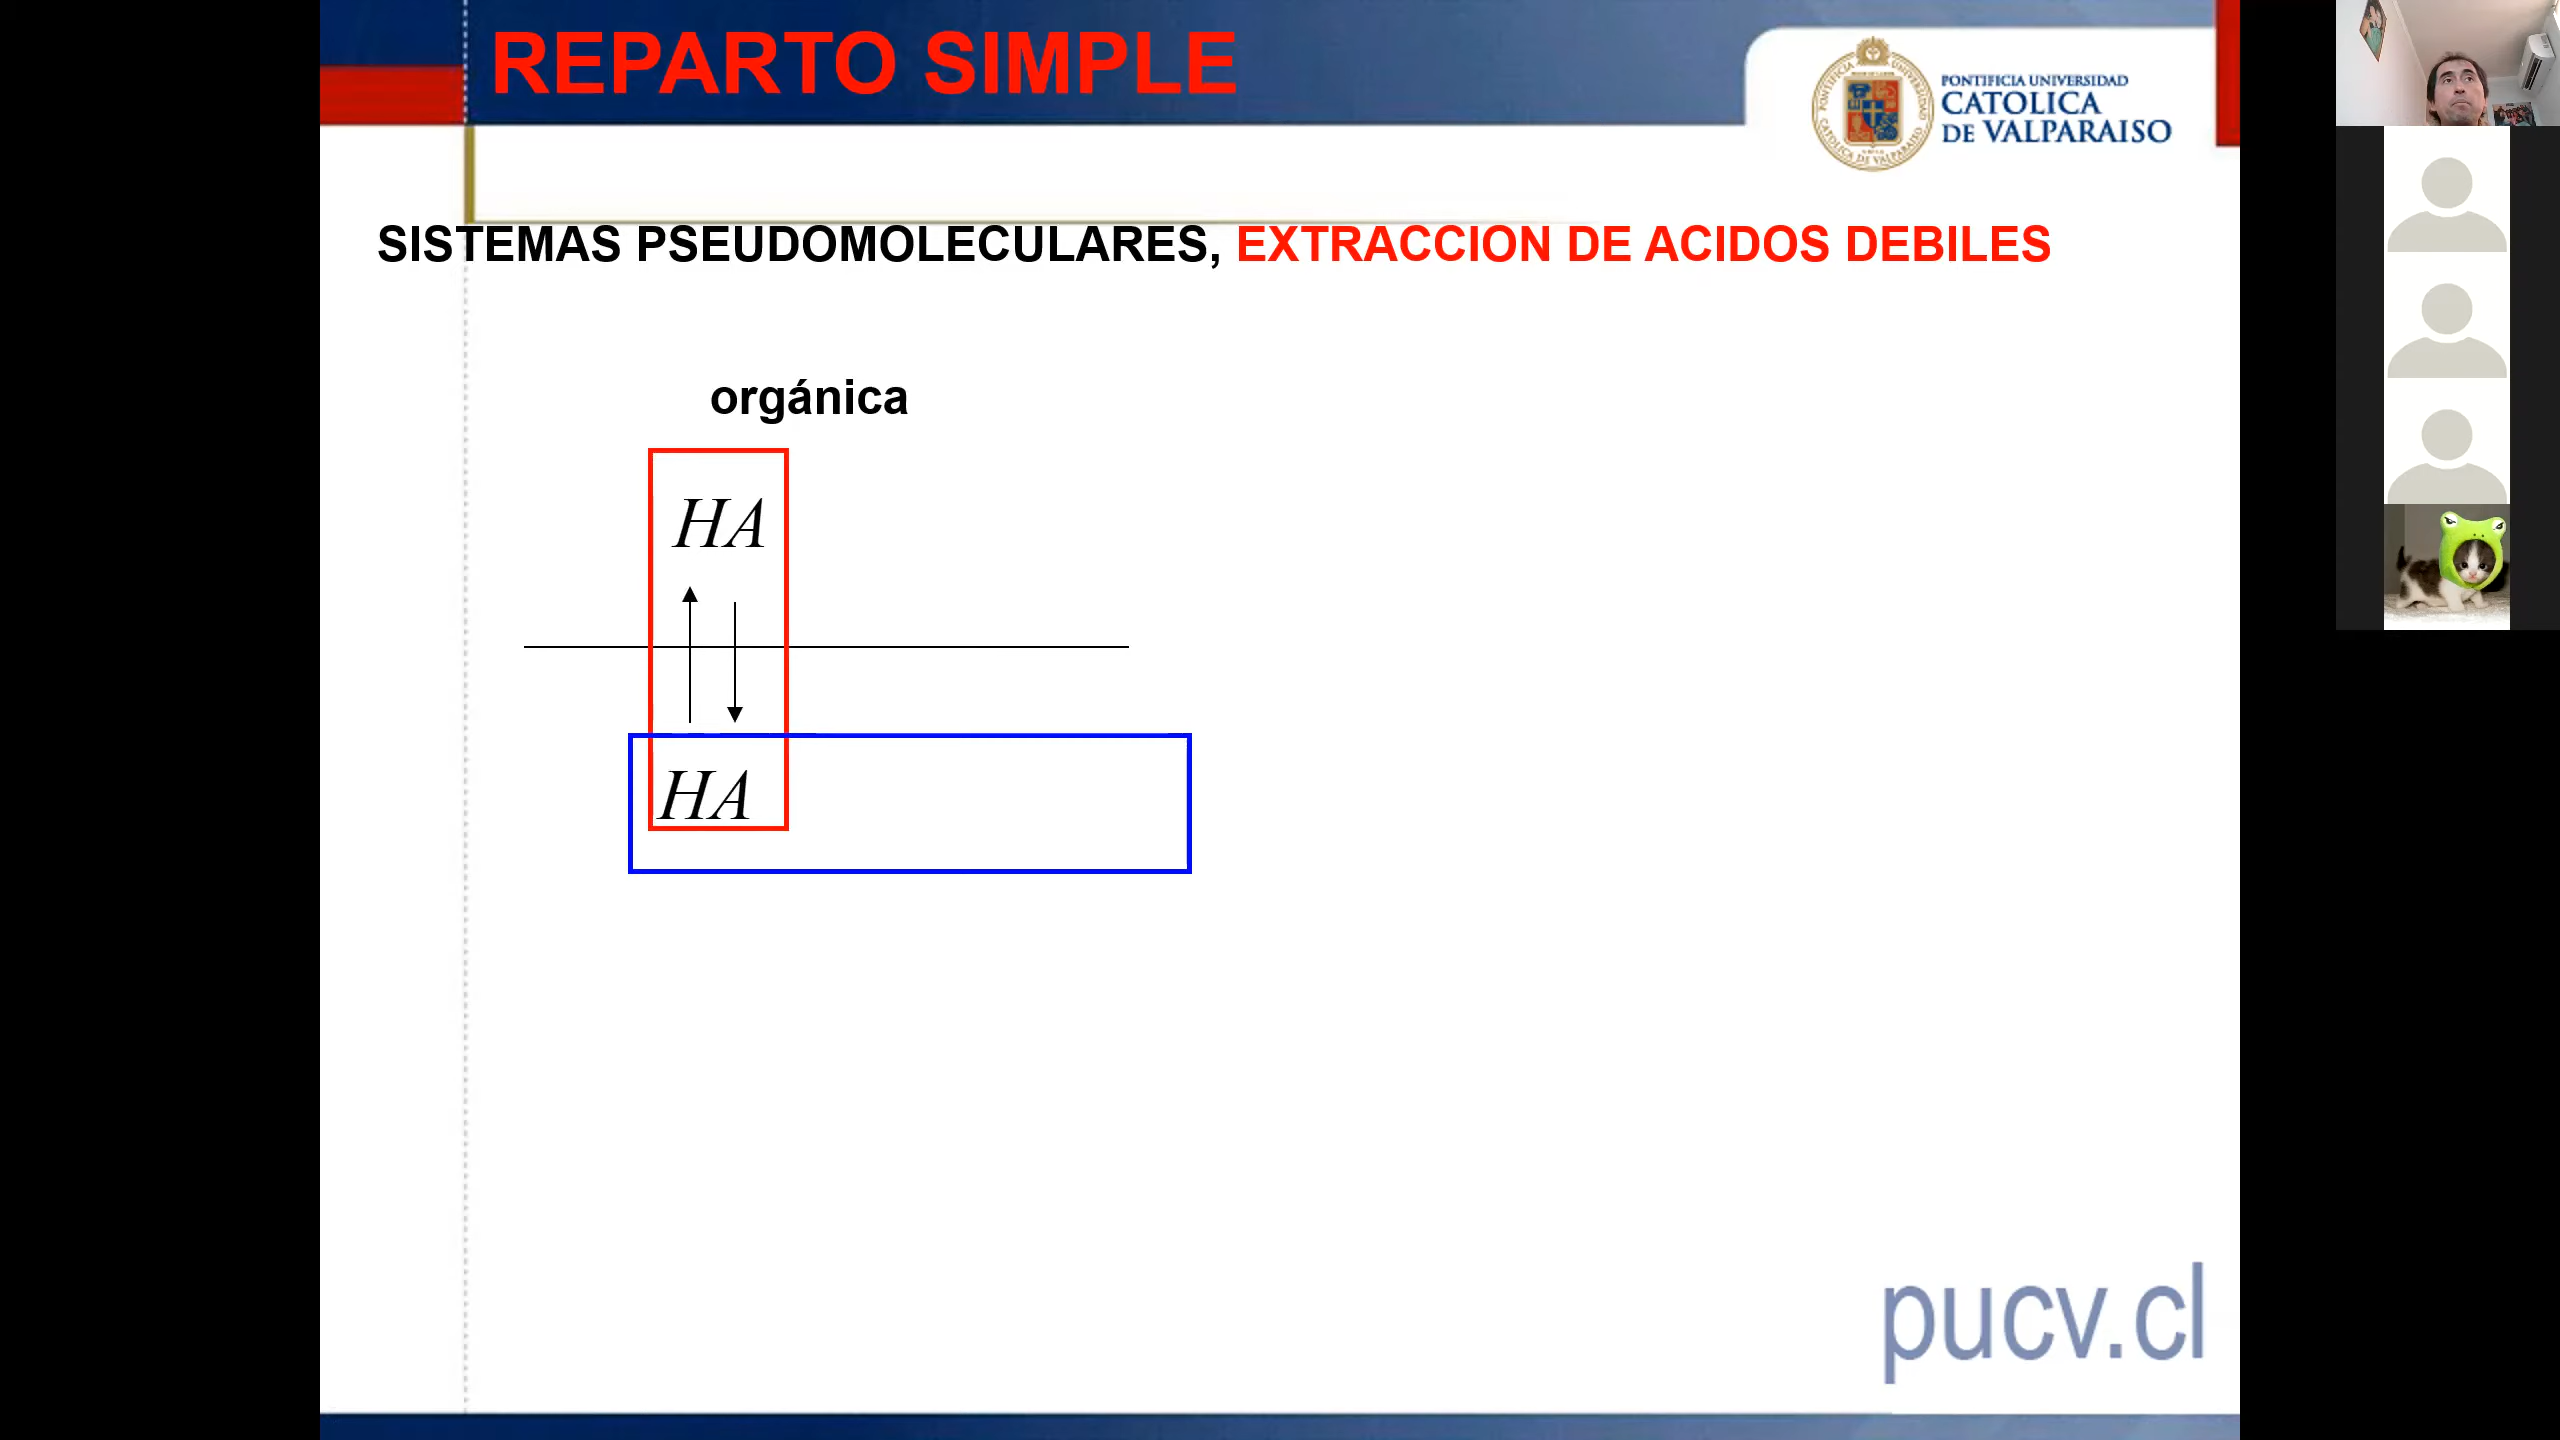 REPARTO SIMPLE
PONTIFICIA UNIVERSIDAD
CATOLICA
DE VALPARAISO
SISTEMAS PSEUDOMOLECULARES, EXTRACCION DE ACIDOS DEBILES
orgánica
HA
HA
pucv.cl